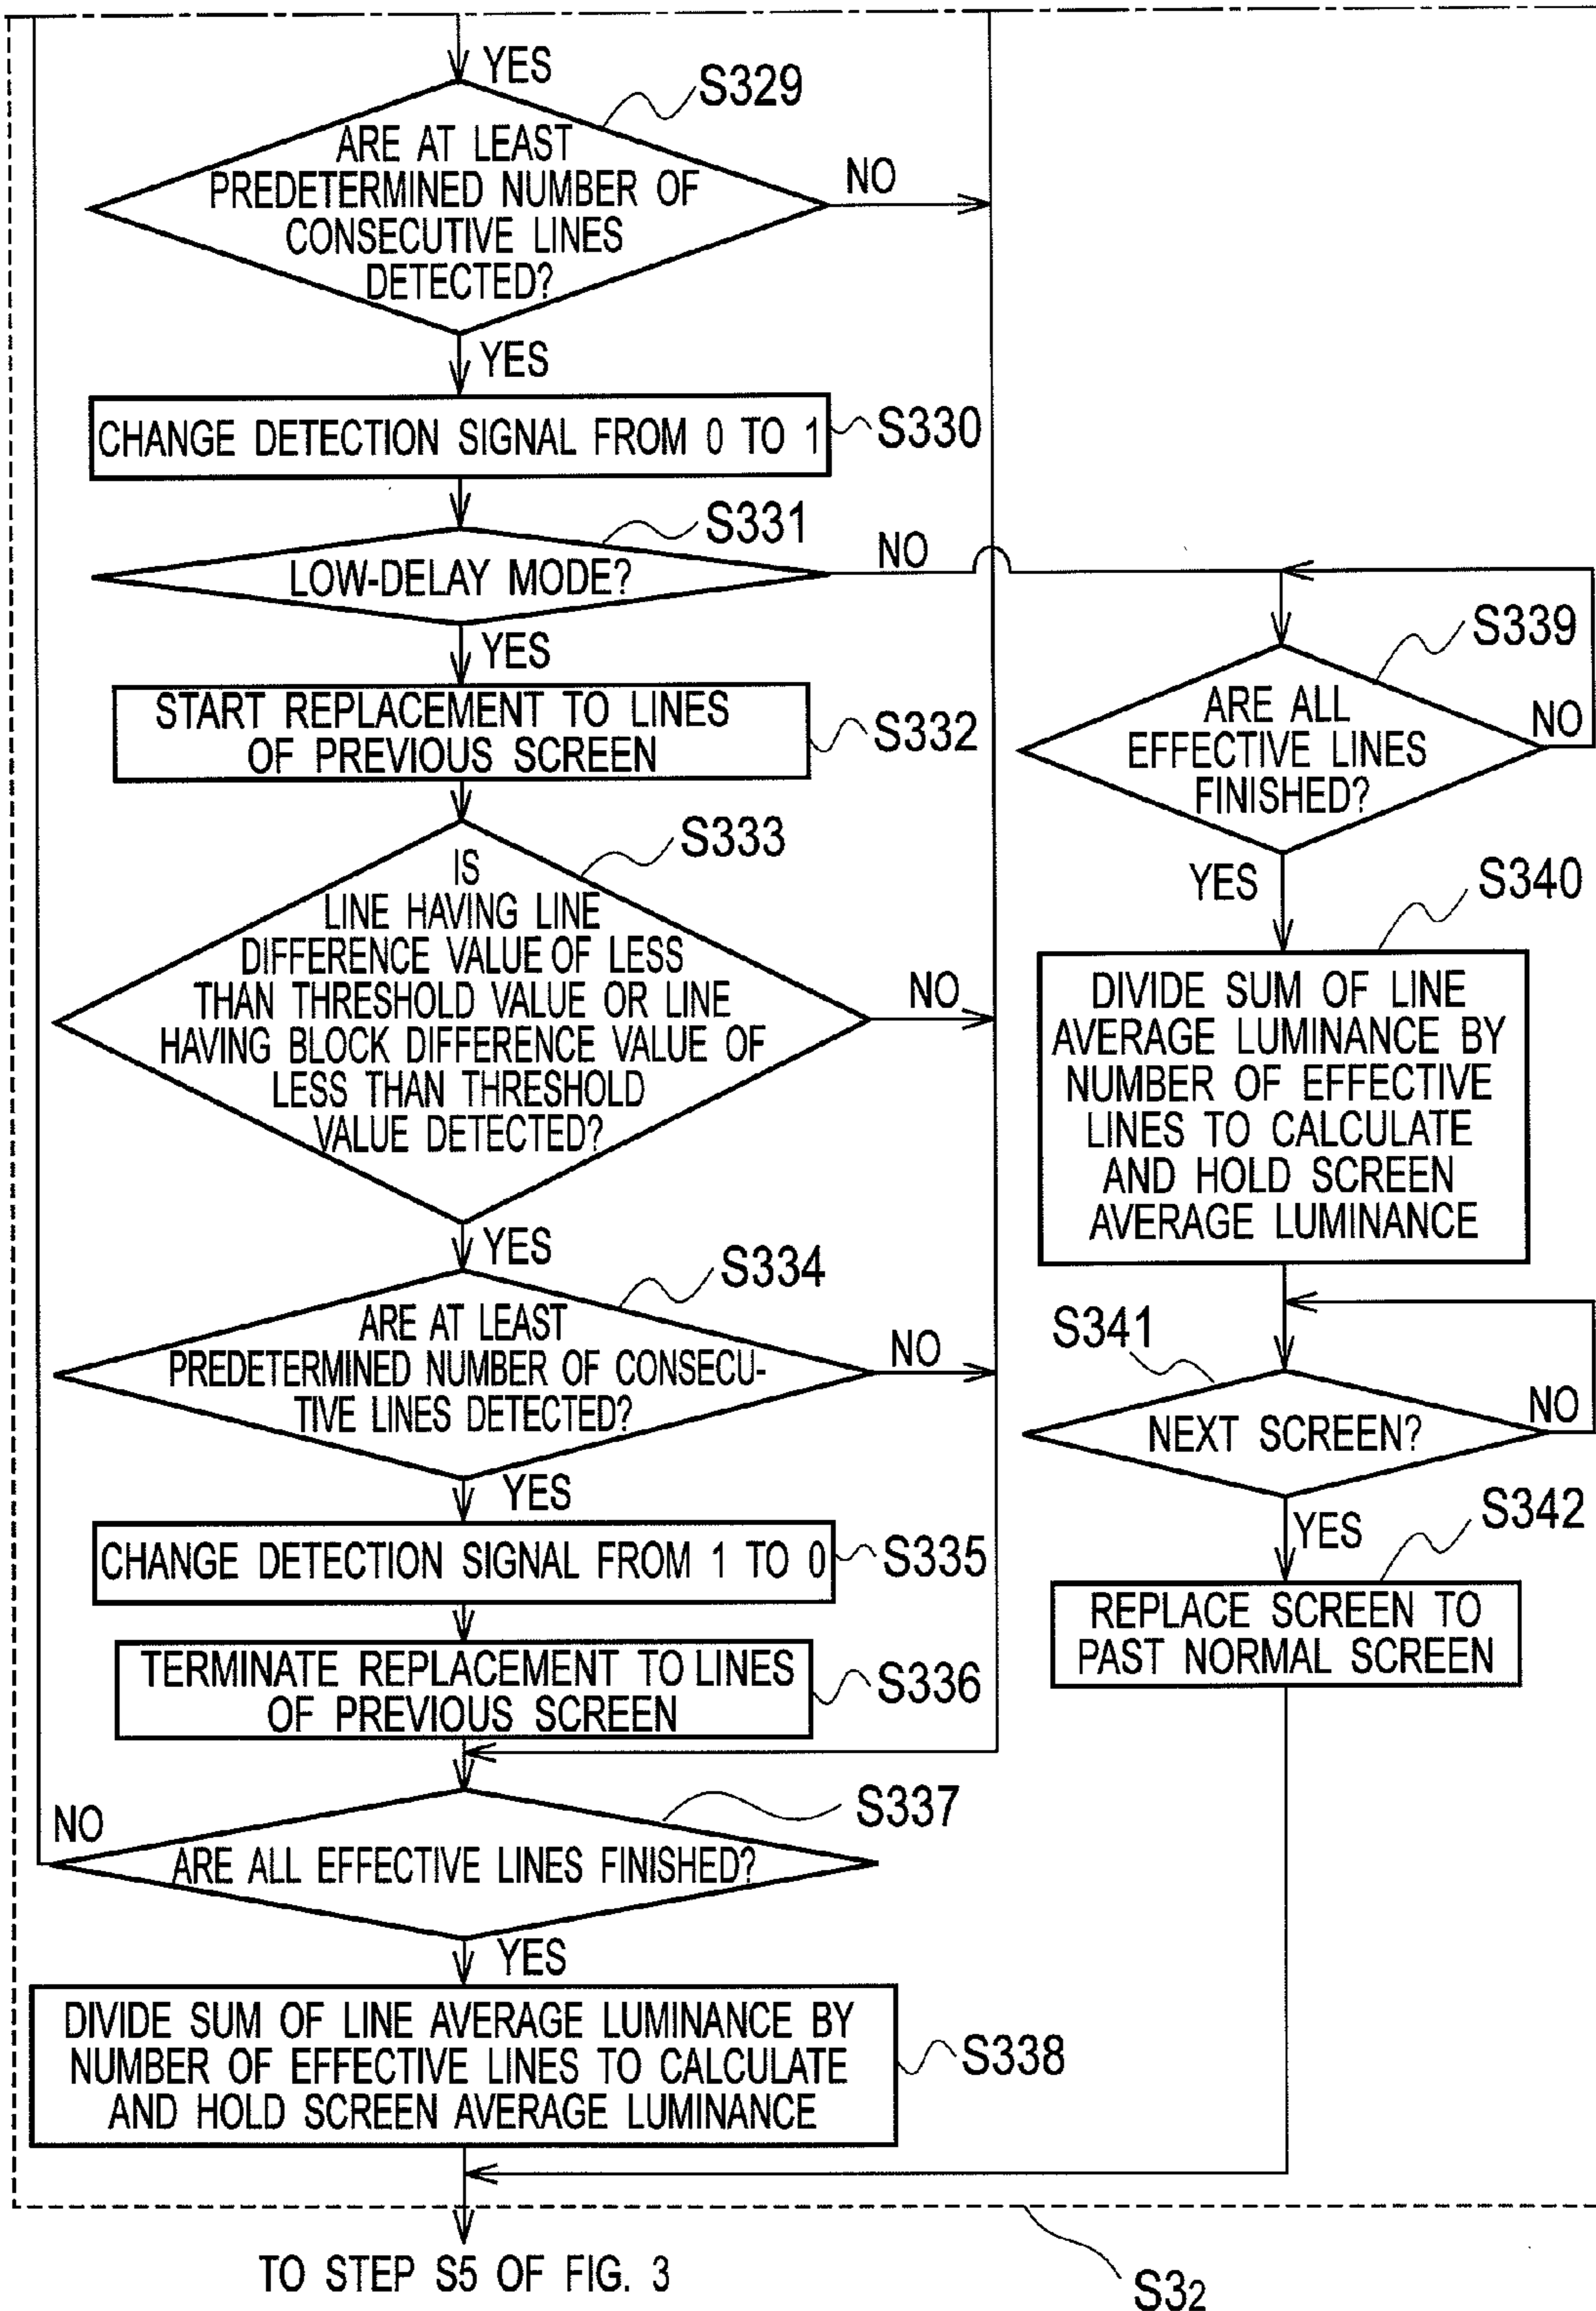 YES
S329
ARE AT LEAST
PREDETERMINED NUMBER OF
CONSECUTIVE LINES
DETECTED?
NO
YES
CHANGE DETECTION SIGNAL FROM 0 TO 1
S330
S331
LOW-DELAY MODE?
NO
YES
START REPLACEMENT TO LINES
OF PREVIOUS SCREEN
S332
S333
IS
LINE HAVING LINE
DIFFERENCE VALUE OF LESS
THAN THRESHOLD VALUE OR LINE
HAVING BLOCK DIFFERENCE VALUE OF
LESS THAN THRESHOLD
VALUE DETECTED?
NO
YES
S334
ARE AT LEAST
PREDETERMINED NUMBER OF CONSECU-
TIVE LINES DETECTED?
NO
YES
CHANGE DETECTION SIGNAL FROM 1 TO 0
S335
TERMINATE REPLACEMENT TO LINES
OF PREVIOUS SCREEN
S336
S337
NO
ARE ALL EFFECTIVE LINES FINISHED?
YES
DIVIDE SUM OF LINE AVERAGE LUMINANCE BY
NUMBER OF EFFECTIVE LINES TO CALCULATE
AND HOLD SCREEN AVERAGE LUMINANCE
S338
S339
ARE ALL
EFFECTIVE LINES
FINISHED?
NO
YES
S340
DIVIDE SUM OF LINE
AVERAGE LUMINANCE BY
NUMBER OF EFFECTIVE
LINES TO CALCULATE
AND HOLD SCREEN
AVERAGE LUMINANCE
S341
NEXT SCREEN?
NO
YES
S342
REPLACE SCREEN TO
PAST NORMAL SCREEN
TO STEP S5 OF FIG. 3
S32